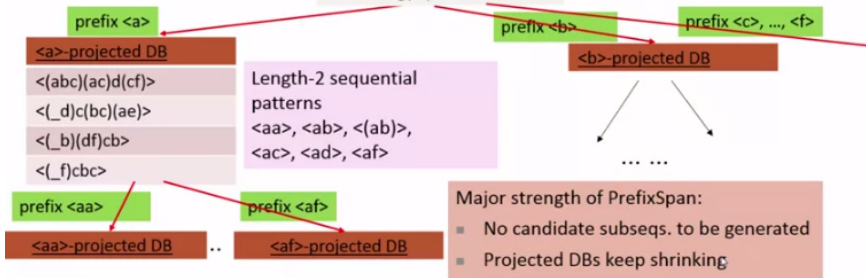 prefix <a>
prefix <b>
prefix <c>, ..., <f>
<a>-projected DB
<(abc)(ac)d(cf)>
<(_d)c(bc)(ae)>
<(_b)(df)cb>
<(_f)cbc>
Length-2 sequential
patterns
<aa>, <ab>, <(ab)>,
<ac>, <ad>, <af>
<b>-projected DB
... ...
prefix <aa>
prefix <af>
<aa>-projected DB
..
<af>-projected DB
Major strength of PrefixSpan:
▪ No candidate subseqs. to be generated
▪ Projected DBs keep shrinking